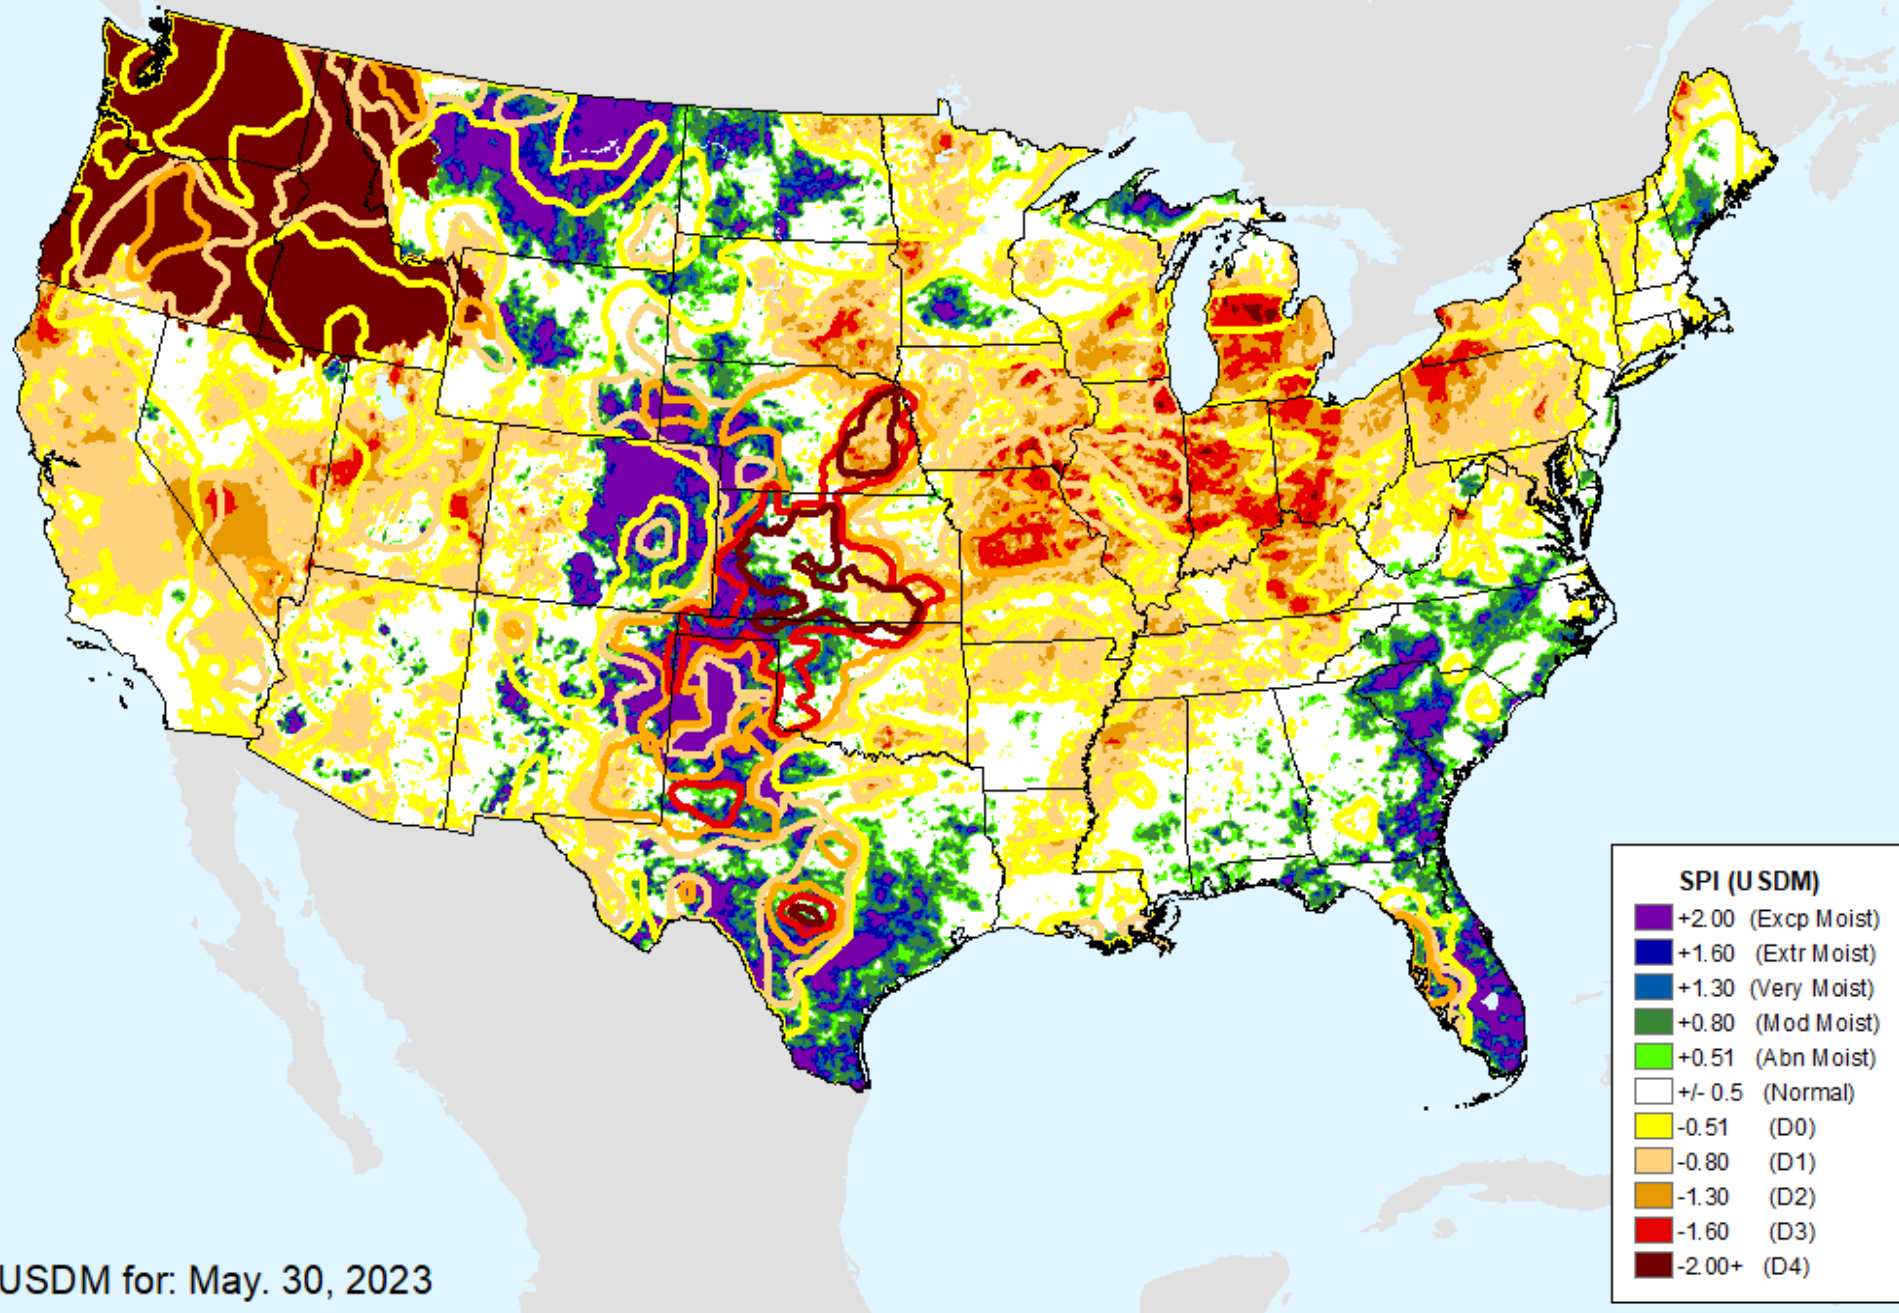 SPI (USDM)
+2.00 (Excp Moist)
+1.60 (Extr Moist)
+1.30 (Very Moist)
+0.80 (Mod Moist)
+0.51 (Abn Moist)
+/- 0.5 (Normal)
-0.51 (D0)
-0.80 (D1)
-1.30 (D2)
-1.60 (D3)
-2.00+ (D4)
USDM for: May. 30, 2023